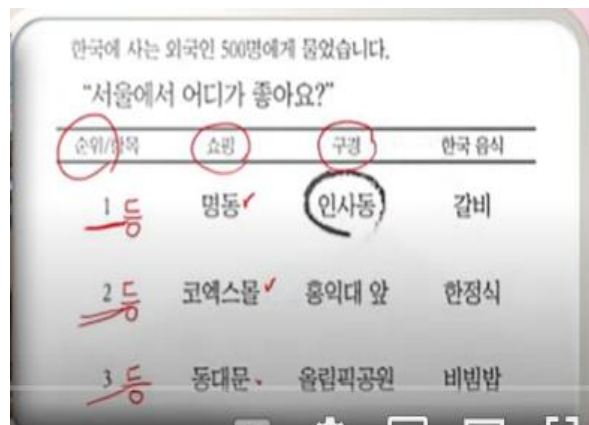 한국에 사는 외국인 500명에게 물었습니다.
"서울에서 어디가 좋아요?"
순위/항목 쇼핑 구경 한국 음식
1등 명동 인사동 갈비
2등 코엑스몰 홍익대 앞 한정식
3등 동대문 올림픽공원 비빔밥